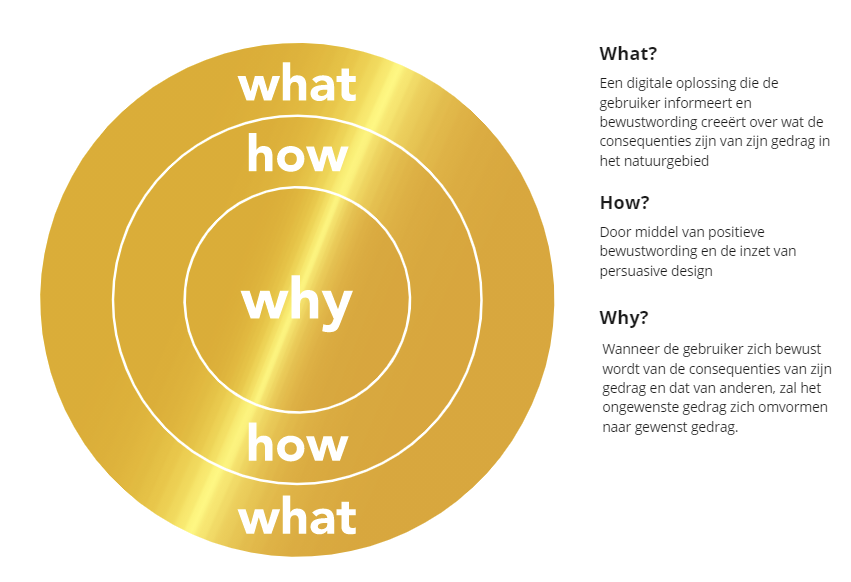 what
how
why
how
what
What?
Een digitale oplossing die de
gebruiker informeert en
bewustwording creeërt over wat de
consequenties zijn van zijn gedrag in
het natuurgebied
How?
Door middel van positieve
bewustwording en de inzet van
persuasive design
Why?
Wanneer de gebruiker zich bewust
wordt van de consequenties van zijn
gedrag en dat van anderen, zal het
ongewenste gedrag zich omvormen
naar gewenst gedrag.